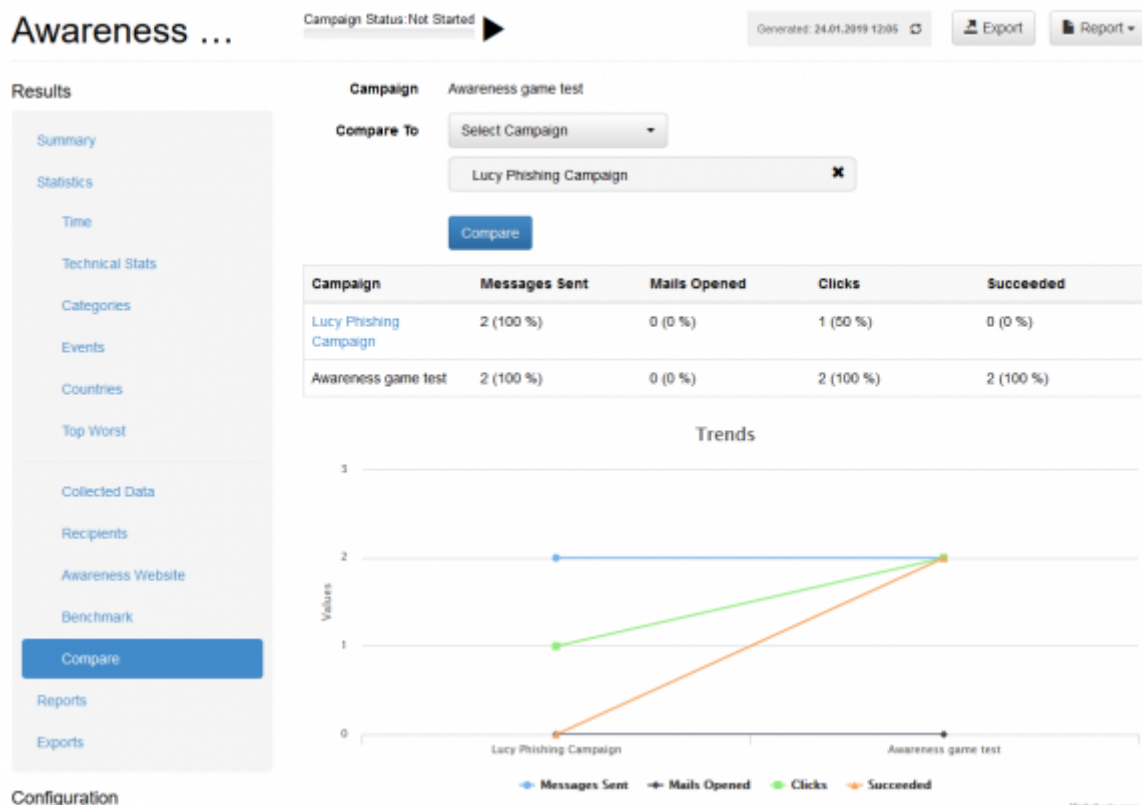 Awareness ...
Campaign Status:Not Started
Generated: 24.01.2019 12:05
Export
Report
Results
Summary
Statistics
Time
Technical Stats
Categories
Events
Countries
Top Worst
Collected Data
Recipients
Awareness Website
Benchmark
Compare
Reports
Exports
Configuration
Campaign Awareness game test
Compare To Select Campaign
Lucy Phishing Campaign
Compare
Campaign Messages Sent Mails Opened Clicks Succeeded
Lucy Phishing 2 (100 %) 0 (0 %) 1 (50 %) 0 (0 %)
Campaign
Awareness game test 2 (100 %) 0 (0 %) 2 (100 %) 2 (100 %)
Trends
3
2
1
0
Values
Lucy Phishing Campaign Awareness game test
Messages Sent Mails Opened Clicks Succeeded